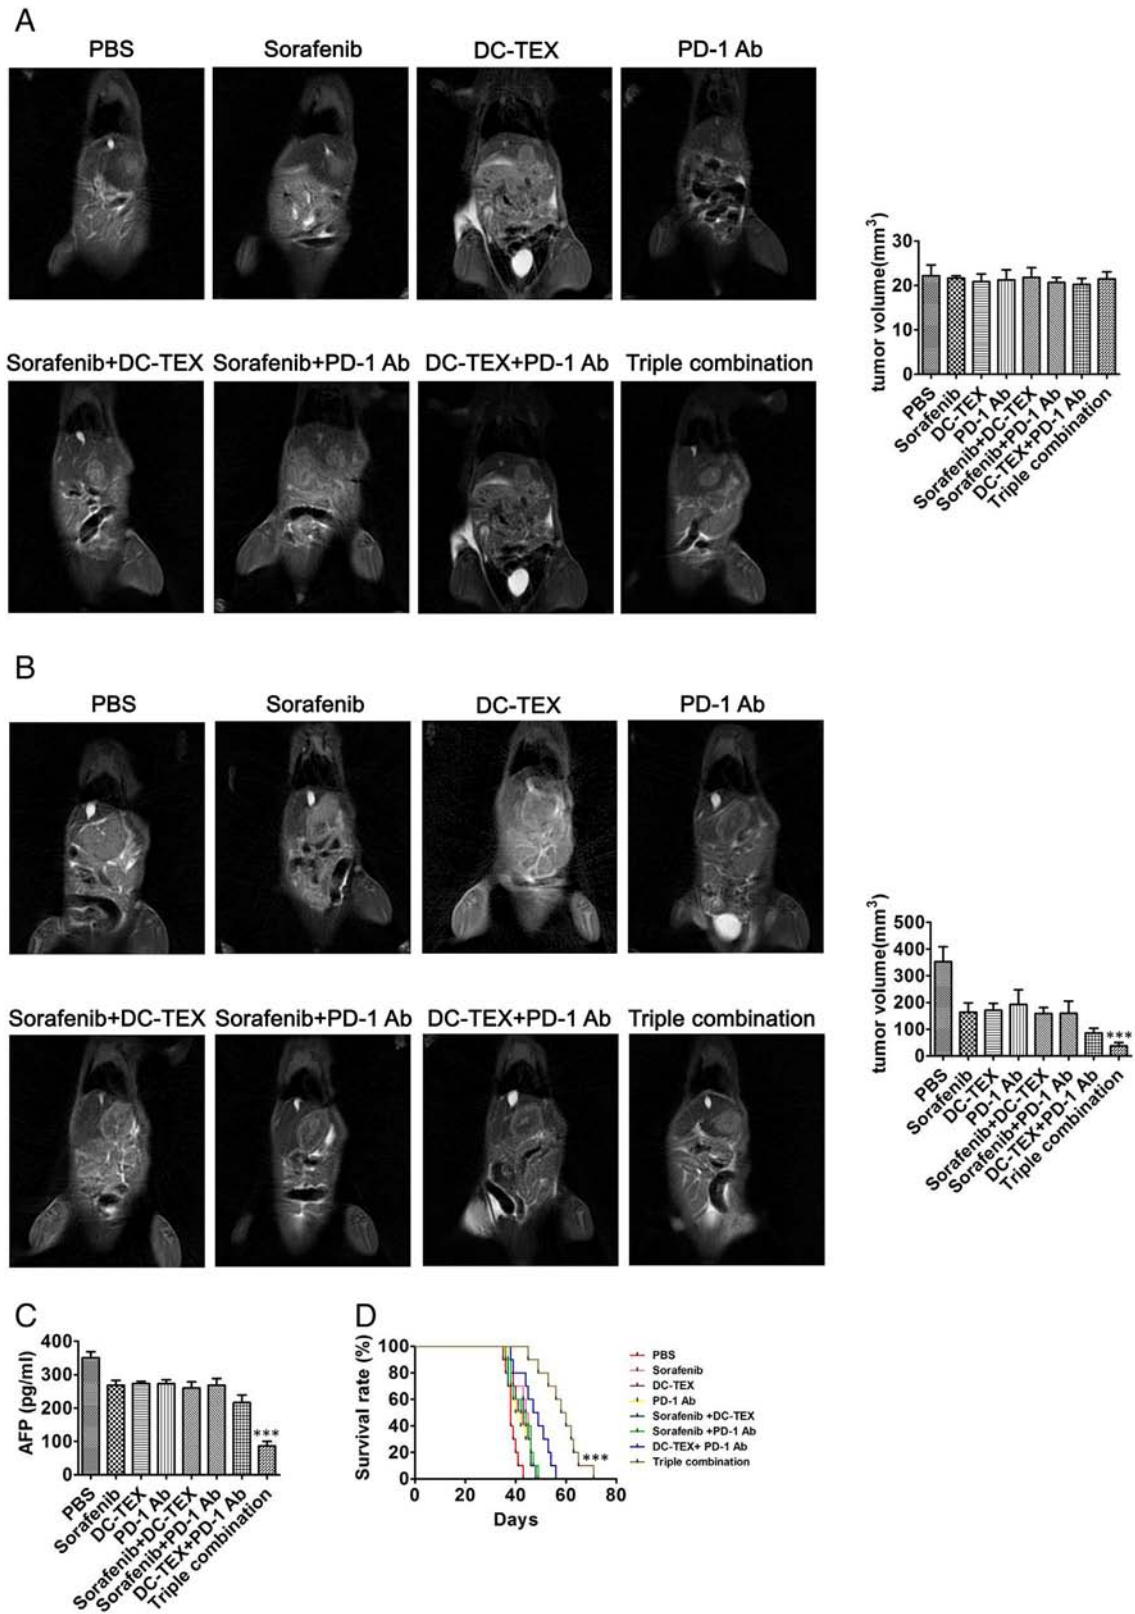 A
PBS
Sorafenib
DC-TEX
PD-1 Ab
Sorafenib+DC-TEX
Sorafenib+PD-1 Ab
DC-TEX+PD-1 Ab
Triple combination
tumor volume(mm³)
30
20
10
0
PBS
Sorafenib
DC-TEX
PD-1 Ab
Sorafenib+DC-TEX
Sorafenib+PD-1 Ab
DC-TEX+PD-1 Ab
Triple combination
B
PBS
Sorafenib
DC-TEX
PD-1 Ab
Sorafenib+DC-TEX
Sorafenib+PD-1 Ab
DC-TEX+PD-1 Ab
Triple combination
tumor volume(mm³)
500
400
300
200
100
0
***
PBS
Sorafenib
DC-TEX
PD-1 Ab
Sorafenib+DC-TEX
Sorafenib+PD-1 Ab
DC-TEX+PD-1 Ab
Triple combination
C
AFP (pg/ml)
400
300
200
100
0
***
PBS
Sorafenib
DC-TEX
PD-1 Ab
Sorafenib+DC-TEX
Sorafenib+PD-1 Ab
DC-TEX+PD-1 Ab
Triple combination
D
Survival rate (%)
100
80
60
40
20
0
0 20 40 60 80
Days
***
PBS
Sorafenib
DC-TEX
PD-1 Ab
Sorafenib +DC-TEX
Sorafenib +PD-1 Ab
DC-TEX+ PD-1 Ab
Triple combination